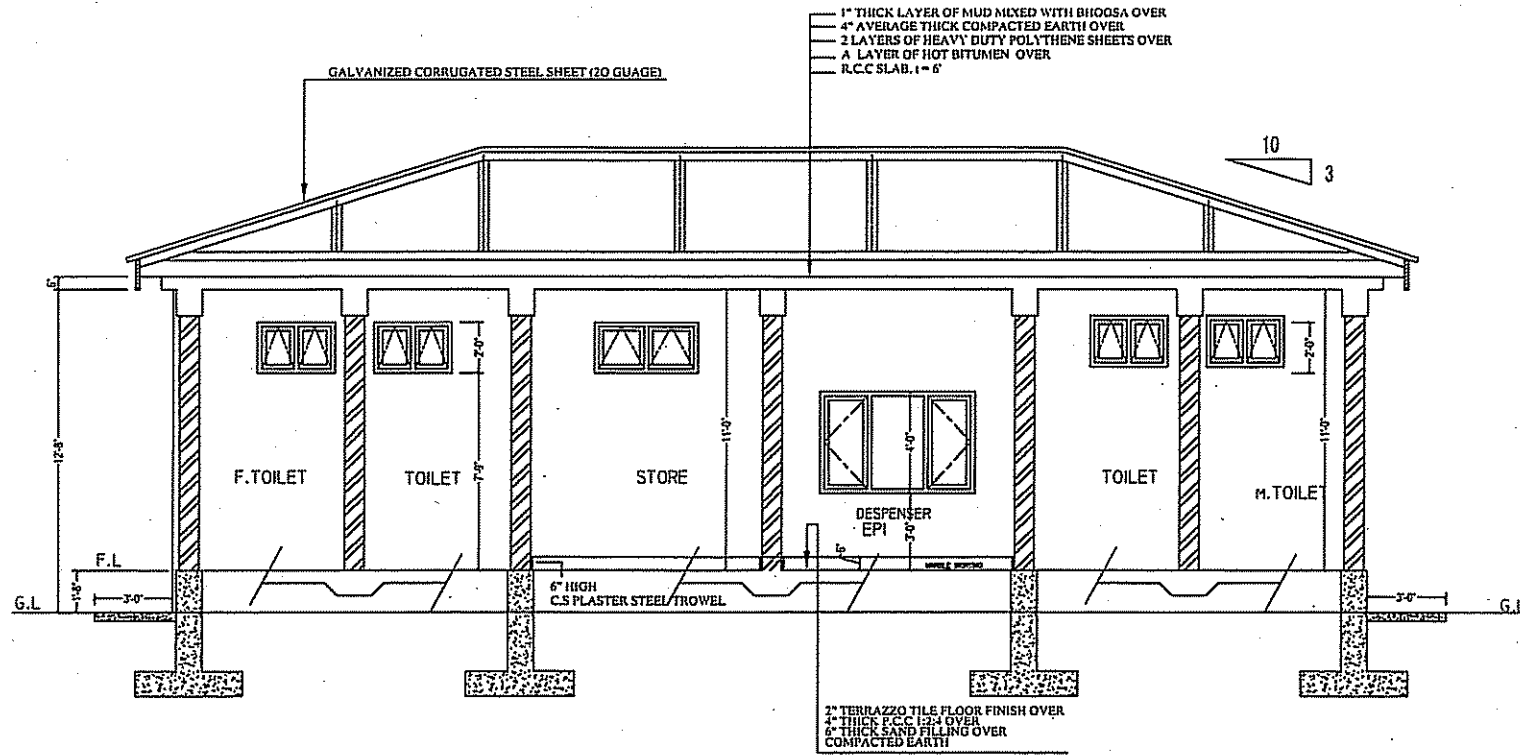 1" THICK LAYER OF MUD MIXED WITH BHOOSA OVER
4" AVERAGE THICK COMPACTED EARTH OVER
2 LAYERS OF HEAVY DUTY POLYTHENE SHEETS OVER
A LAYER OF HOT BITUMEN OVER
R.C.C SLAB. t = 6"
GALVANIZED CORRUGATED STEEL SHEET (20 GUAGE)
10
3
6"
2'-0"
2'-0"
12'-8"
11'-0"
4'-0"
11'-0"
F.TOILET
TOILET
7'-9"
STORE
DESPENSER
EPI
3'-0"
TOILET
M.TOILET
F.L
6"
1'-8"
6" HIGH
C.S PLASTER STEEL TROWEL
G.L
3'-0"
3'-0"
G.L
2" TERRAZZO TILE FLOOR FINISH OVER
4" THICK P.C.C 1:2:4 OVER
6" THICK SAND FILLING OVER
COMPACTED EARTH